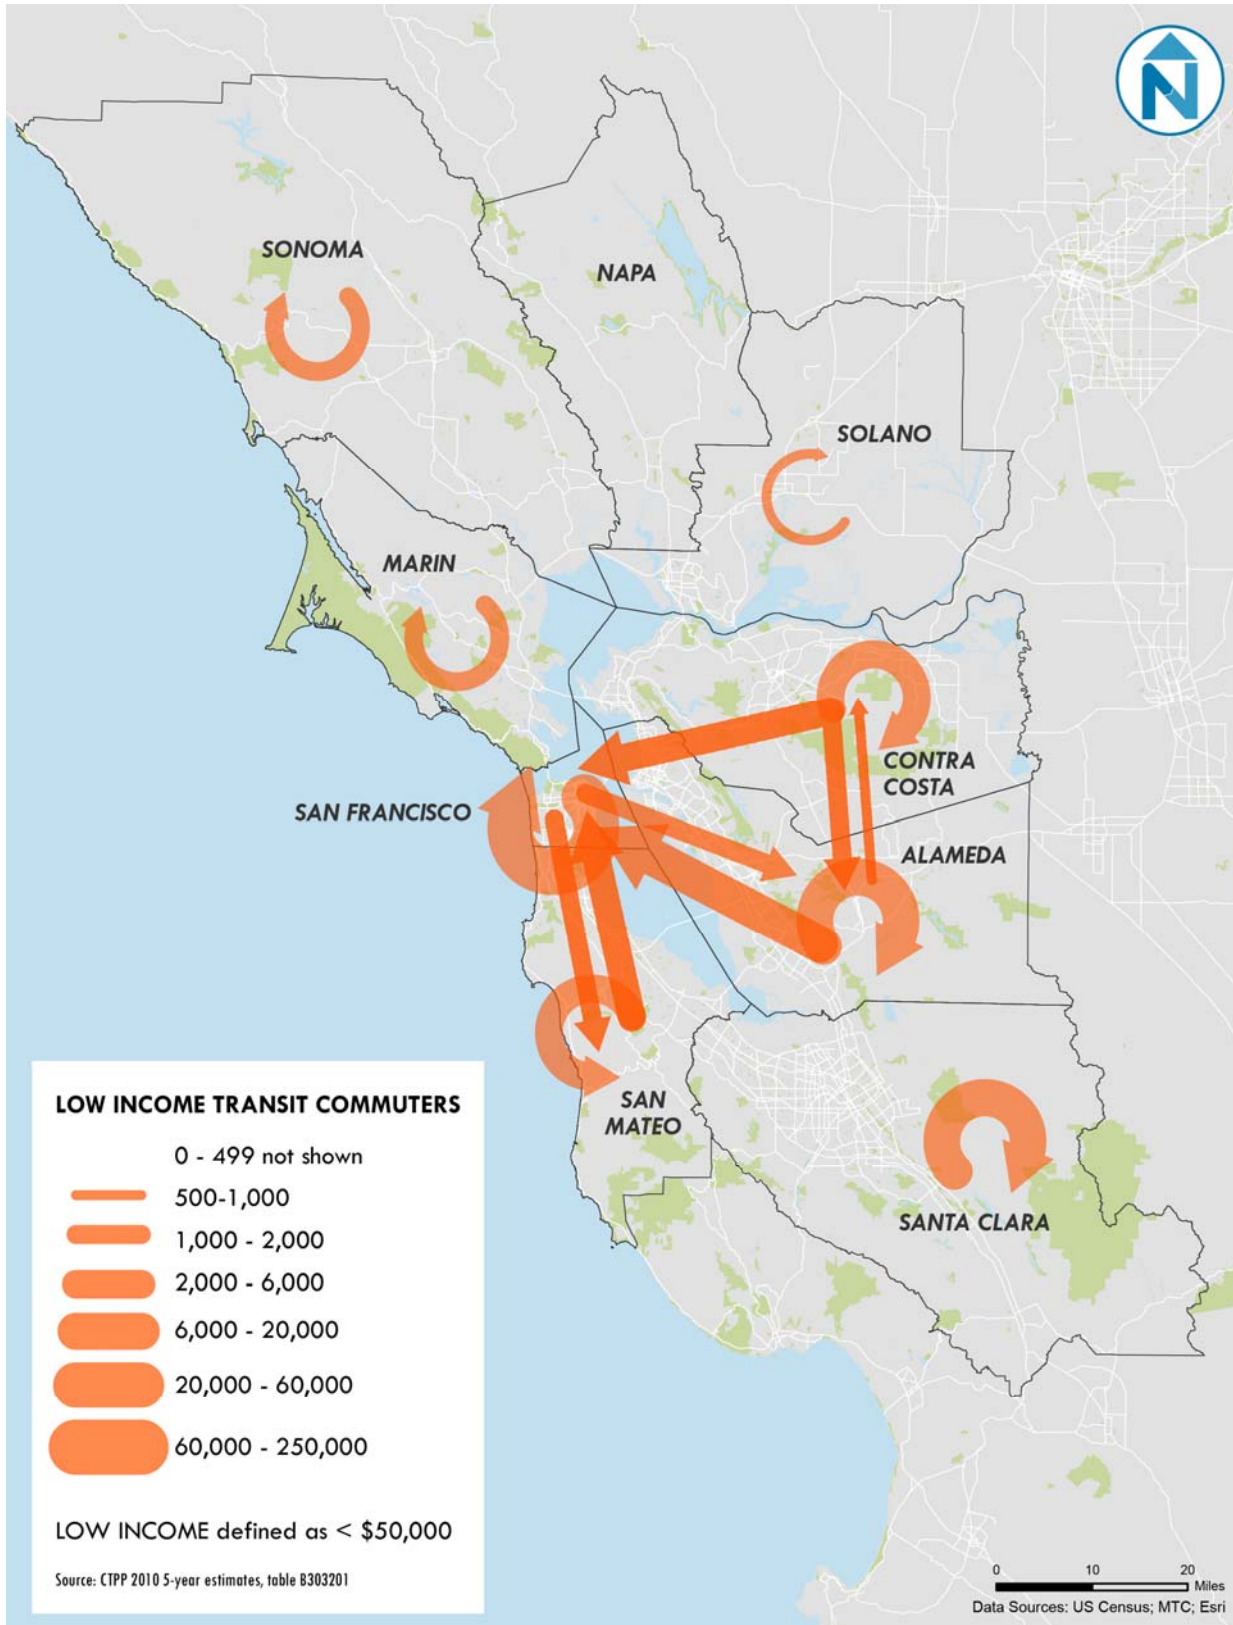 N
SONOMA
NAPA
SOLANO
MARIN
CONTRA
COSTA
SAN FRANCISCO
ALAMEDA
SAN
MATEO
SANTA CLARA
LOW INCOME TRANSIT COMMUTERS
0 - 499 not shown
500-1,000
1,000 - 2,000
2,000 - 6,000
6,000 - 20,000
20,000 - 60,000
60,000 - 250,000
LOW INCOME defined as < $50,000
Source: CTPP 2010 5-year estimates, table B303201
0 10 20
Miles
Data Sources: US Census; MTC; Esri